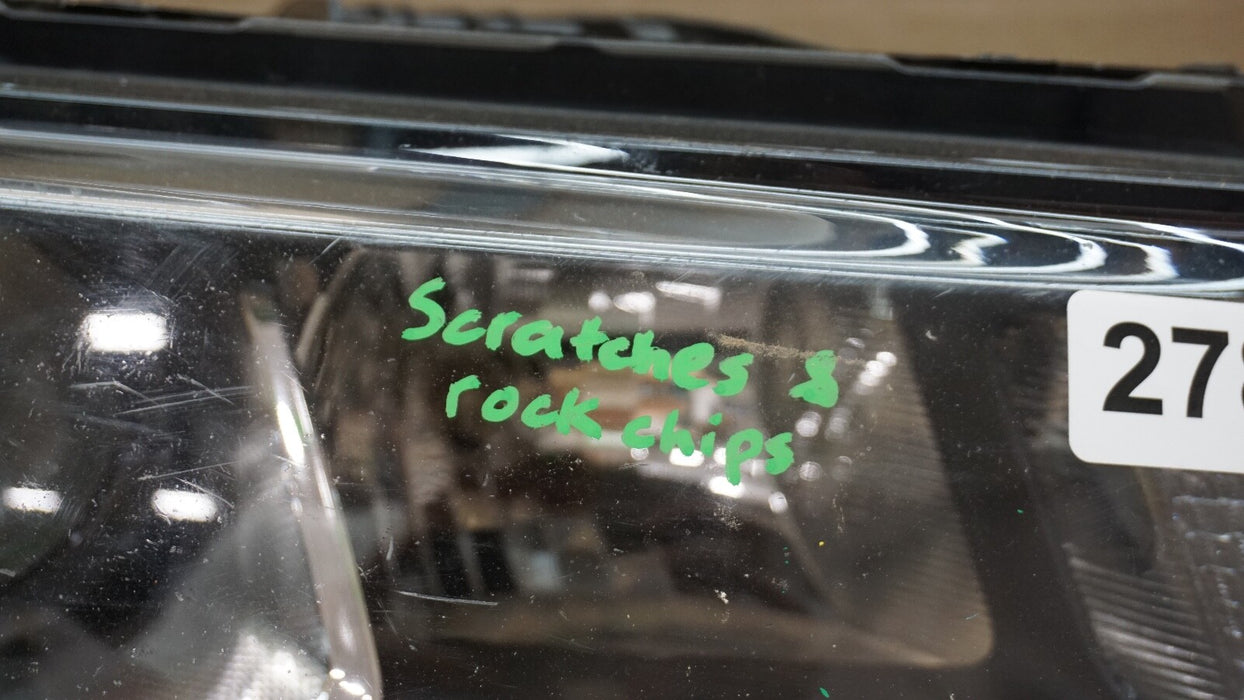 Scratches &
rock chips
27